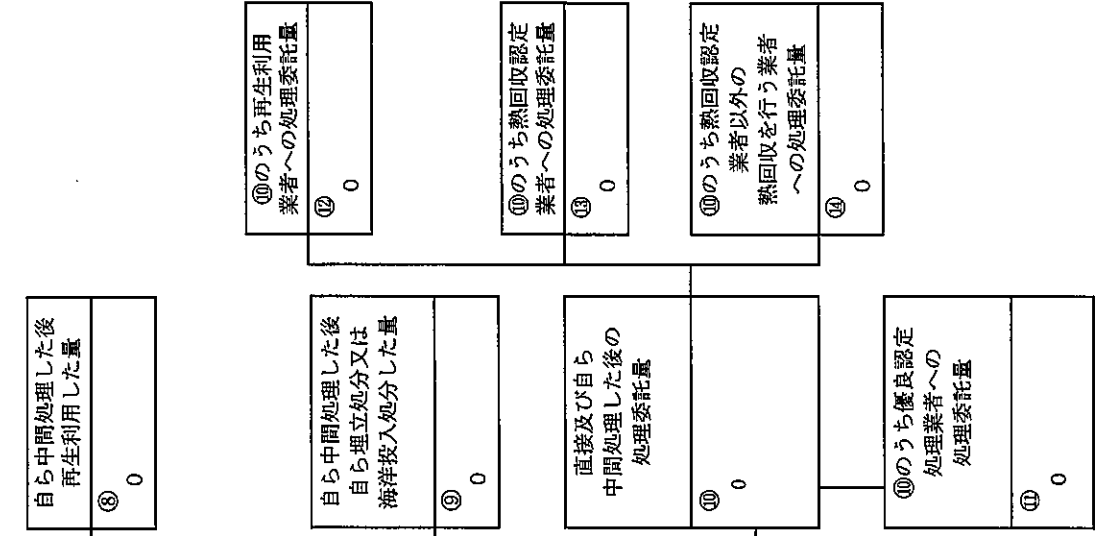 自ら中間処理した後
再生利用した量
⑧
0
自ら中間処理した後
自ら埋立処分又は
海洋投入処分した量
⑨
0
直接及び自ら
中間処理した後の
処理委託量
⑩
0
⑩のうち優良認定
処理業者への
処理委託量
⑪
0
⑩のうち再生利用
業者への処理委託量
⑫
0
⑩のうち熱回収認定
業者への処理委託量
⑬
0
⑩のうち熱回収認定
業者以外の
熱回収を行う業者
への処理委託量
⑭
0